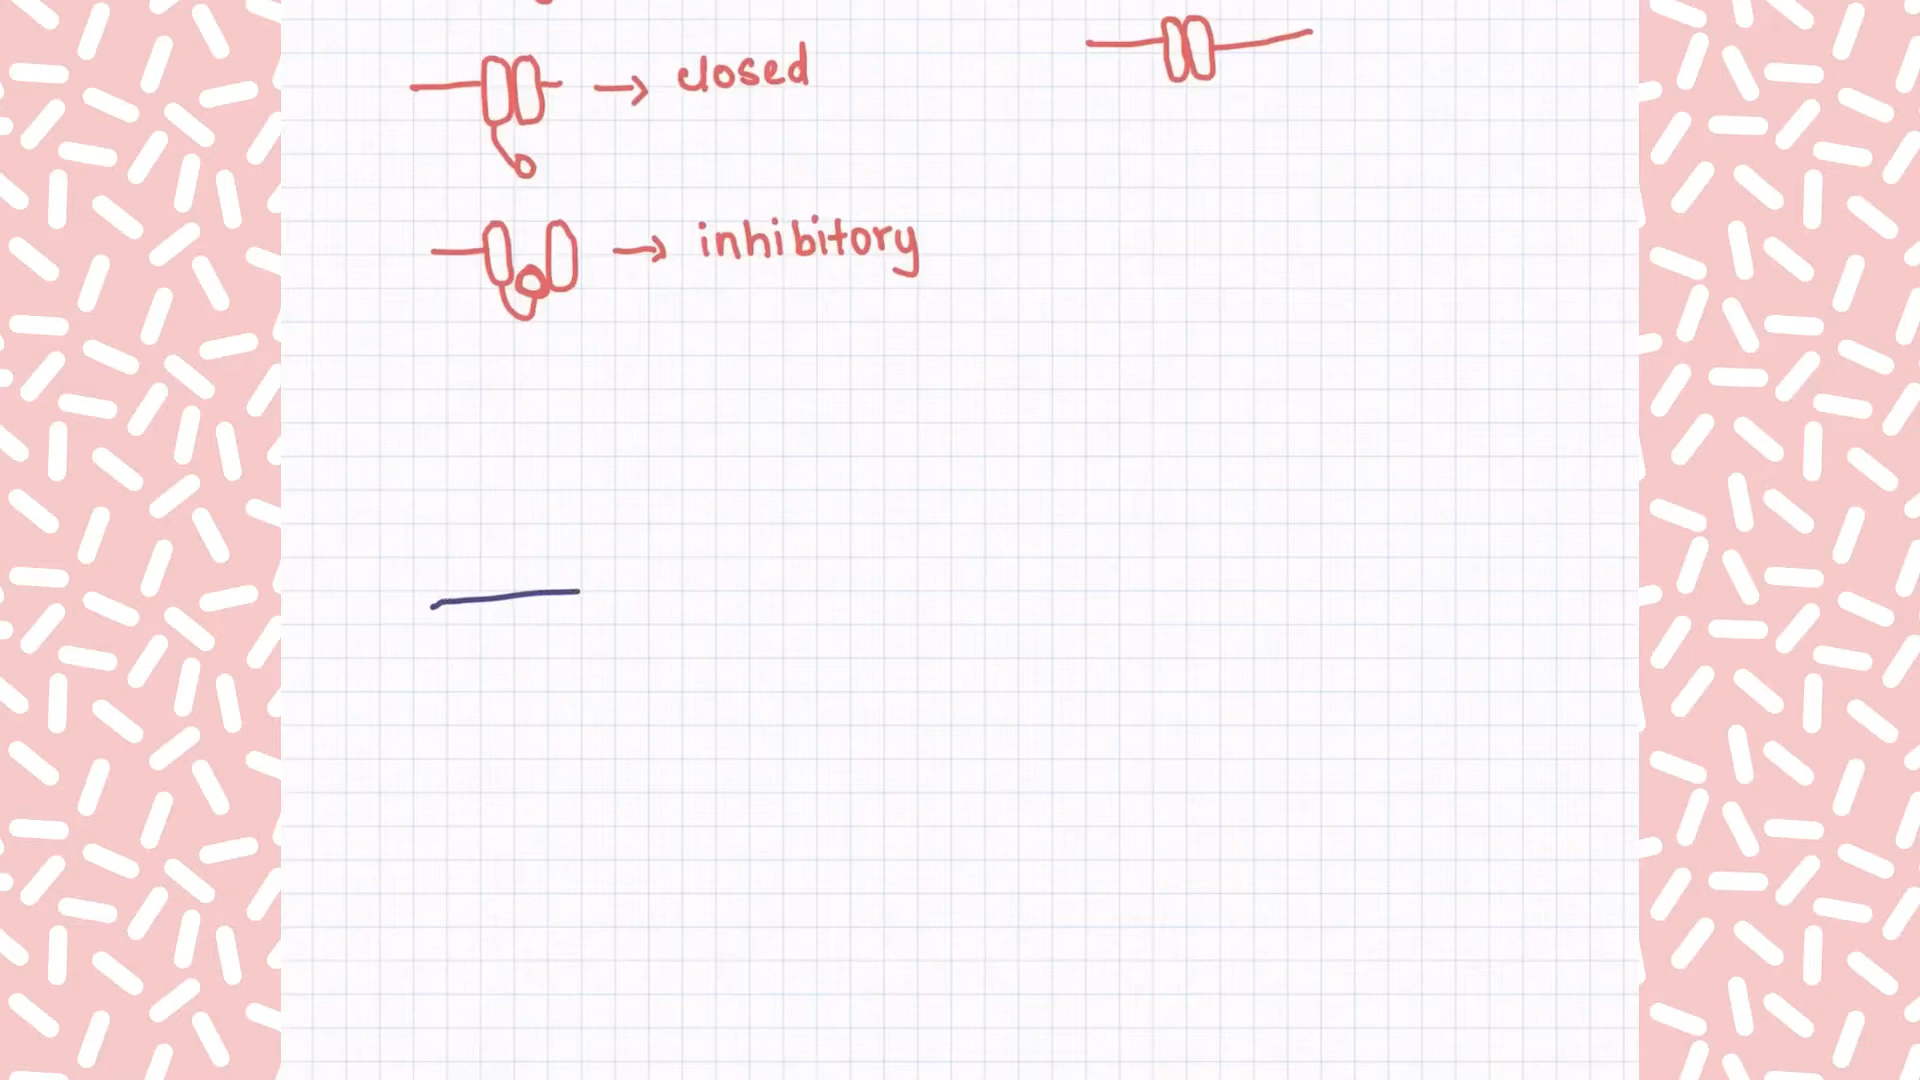 → closed
→ inhibitory